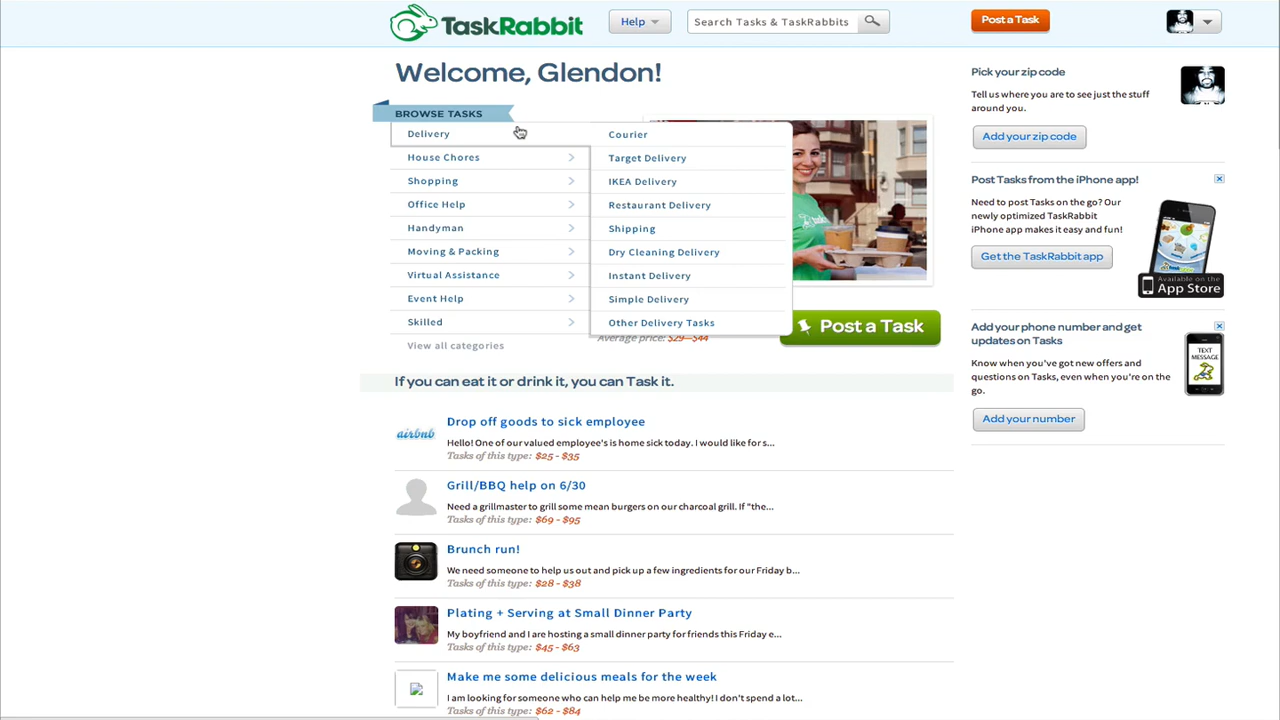 TaskRabbit
Help
Search Tasks & TaskRabbits
Post a Task
Welcome, Glendon!
BROWSE TASKS
Delivery
House Chores
Shopping
Office Help
Handyman
Moving & Packing
Virtual Assistance
Event Help
Skilled
View all categories
Courier
Target Delivery
IKEA Delivery
Restaurant Delivery
Shipping
Dry Cleaning Delivery
Instant Delivery
Simple Delivery
Other Delivery Tasks
Average price: $29—$44
Post a Task
If you can eat it or drink it, you can Task it.
airbnb
Drop off goods to sick employee
Hello! One of our valued employee's is home sick today. I would like for s...
Tasks of this type: $25 - $35
Grill/BBQ help on 6/30
Need a grillmaster to grill some mean burgers on our charcoal grill. If "the...
Tasks of this type: $69 - $95
Brunch run!
We need someone to help us out and pick up a few ingredients for our Friday b...
Tasks of this type: $28 - $38
Plating + Serving at Small Dinner Party
My boyfriend and I are hosting a small dinner party for friends this Friday e...
Tasks of this type: $45 - $63
Make me some delicious meals for the week
I am looking for someone who can help me be more healthy! I don't spend a lot...
Tasks of this type: $62 - $84
Pick your zip code
Tell us where you are to see just the stuff
around you.
Add your zip code
Post Tasks from the iPhone app!
Need to post Tasks on the go? Our
newly optimized TaskRabbit
iPhone app makes it easy and fun!
Get the TaskRabbit app
Available on the
App Store
Add your phone number and get
updates on Tasks
Know when you've got new offers and
questions on Tasks, even when you're on the
go.
Add your number
TEXT
MESSAGE